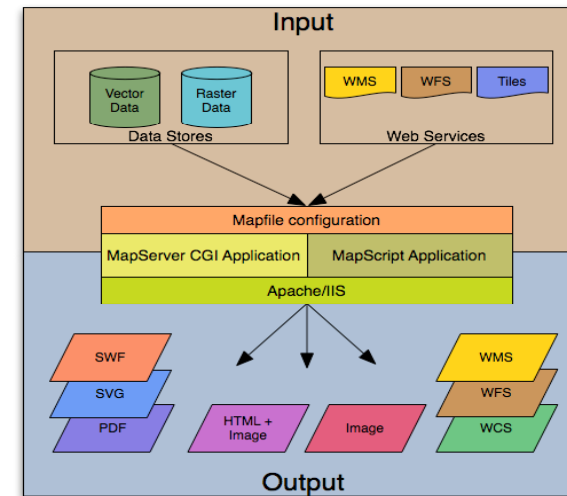 Input
Vector
Data
Raster
Data
Data Stores
WMS
WFS
Tiles
Web Services
Mapfile configuration
MapServer CGI Application
MapScript Application
Apache/IIS
SWF
SVG
PDF
HTML +
Image
Image
WMS
WFS
WCS
Output